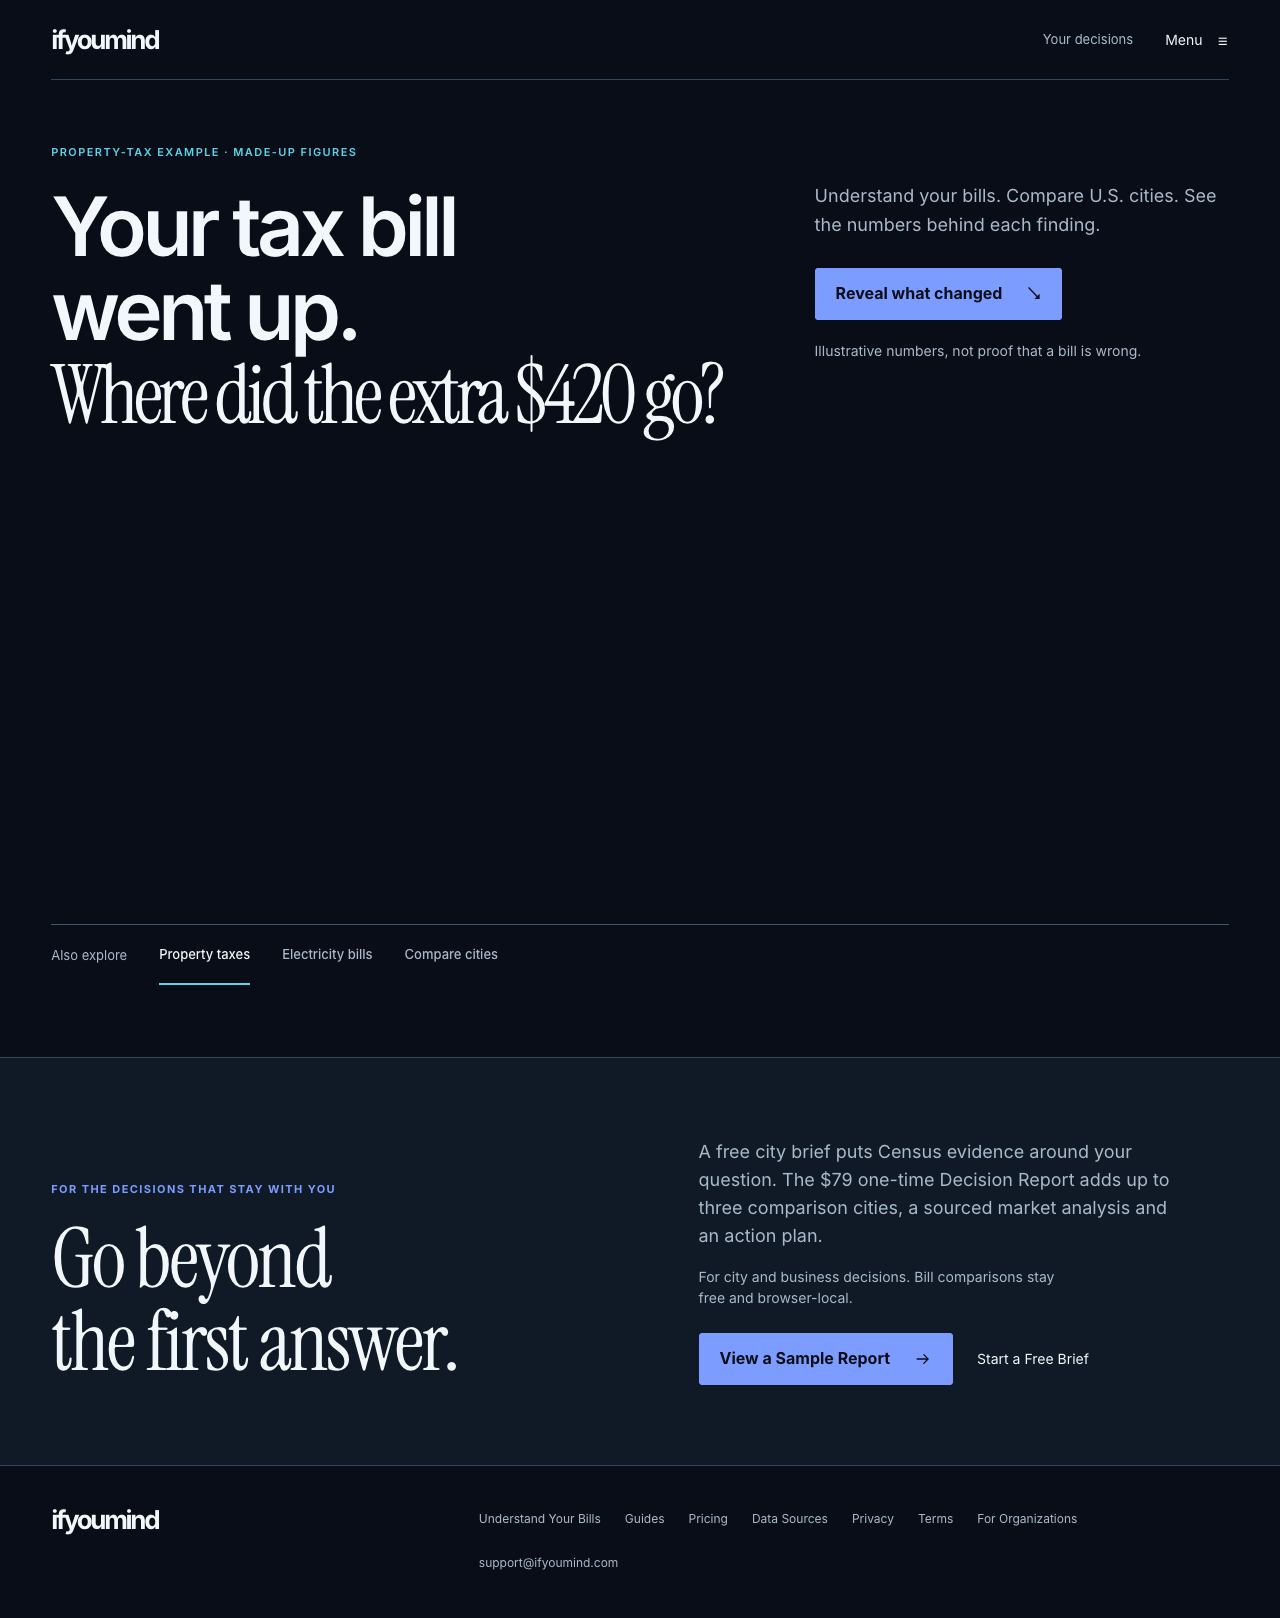 ifyoumind
Your decisions
Menu ≡
PROPERTY-TAX EXAMPLE · MADE-UP FIGURES
Your tax bill
went up.
Where did the extra $420 go?
Understand your bills. Compare U.S. cities. See
the numbers behind each finding.
Reveal what changed ↘
Illustrative numbers, not proof that a bill is wrong.
Also explore
Property taxes
Electricity bills
Compare cities
FOR THE DECISIONS THAT STAY WITH YOU
Go beyond
the first answer.
A free city brief puts Census evidence around your
question. The $79 one-time Decision Report adds up to
three comparison cities, a sourced market analysis and
an action plan.
For city and business decisions. Bill comparisons stay
free and browser-local.
View a Sample Report →
Start a Free Brief
ifyoumind
Understand Your Bills
Guides
Pricing
Data Sources
Privacy
Terms
For Organizations
support@ifyoumind.com